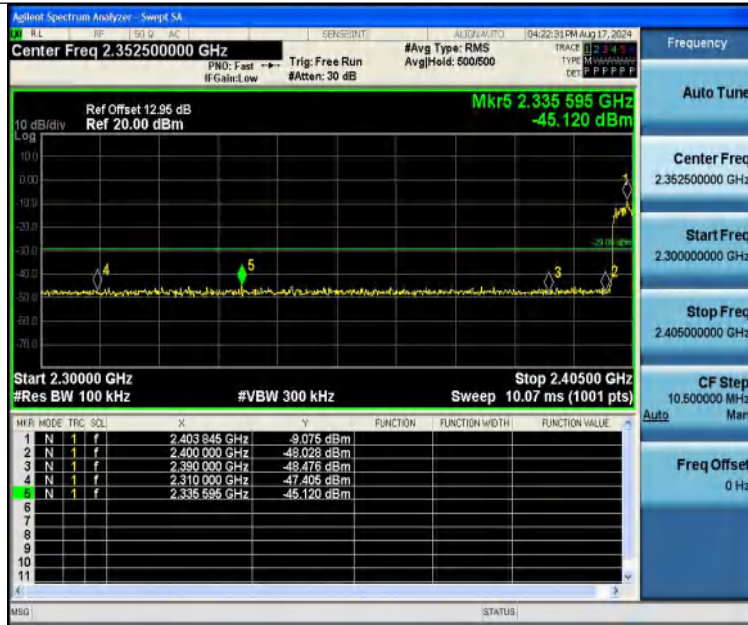 Agilent Spectrum Analyzer - Swept SA
RL RF 50 Ω AC SENSE:INT ALIGN AUTO 04:22:31 PM Aug 17, 2024
Center Freq 2.352500000 GHz
PNO: Fast
IFGain:Low
Trig: Free Run
#Atten: 30 dB
#Avg Type: RMS
Avg|Hold: 500/500
TRACE 1 2 3 4 5
TYPE M
DET P P P P P P
Frequency
Auto Tune
Center Freq
2.352500000 GHz
Start Freq
2.300000000 GHz
Stop Freq
2.405000000 GHz
CF Step
10.500000 MHz
Auto Man
Freq Offset
0 Hz
Ref Offset 12.95 dB
10 dB/div Ref 20.00 dBm
Log
Mkr5 2.335 595 GHz
-45.120 dBm
10.0
0.00
-10.0
-20.0
-30.0
-40.0
-50.0
-60.0
-70.0
1
4
5
3
2
Start 2.30000 GHz Stop 2.40500 GHz
#Res BW 100 kHz #VBW 300 kHz Sweep 10.07 ms (1001 pts)
MKR MODE TRC SCL X Y FUNCTION FUNCTION WIDTH FUNCTION VALUE
1 N 1 f 2.403 845 GHz -9.075 dBm
2 N 1 f 2.400 000 GHz -48.028 dBm
3 N 1 f 2.390 000 GHz -48.476 dBm
4 N 1 f 2.310 000 GHz -47.405 dBm
5 N 1 f 2.335 595 GHz -45.120 dBm
6
7
8
9
10
11
MSG STATUS